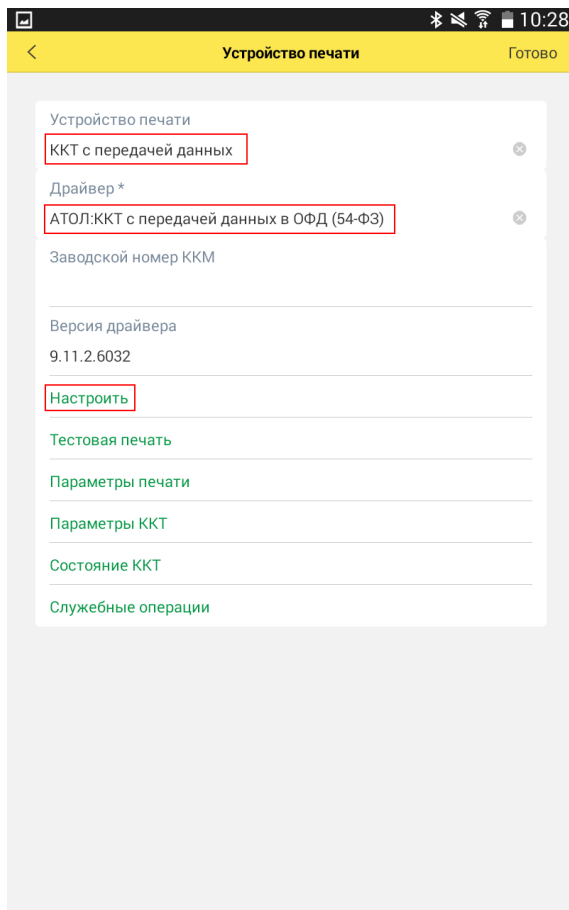 10:28
Устройство печати
Готово
Устройство печати
ККТ с передачей данных
Драйвер *
АТОЛ:ККТ с передачей данных в ОФД (54-ФЗ)
Заводской номер ККМ
Версия драйвера
9.11.2.6032
Настроить
Тестовая печать
Параметры печати
Параметры ККТ
Состояние ККТ
Служебные операции